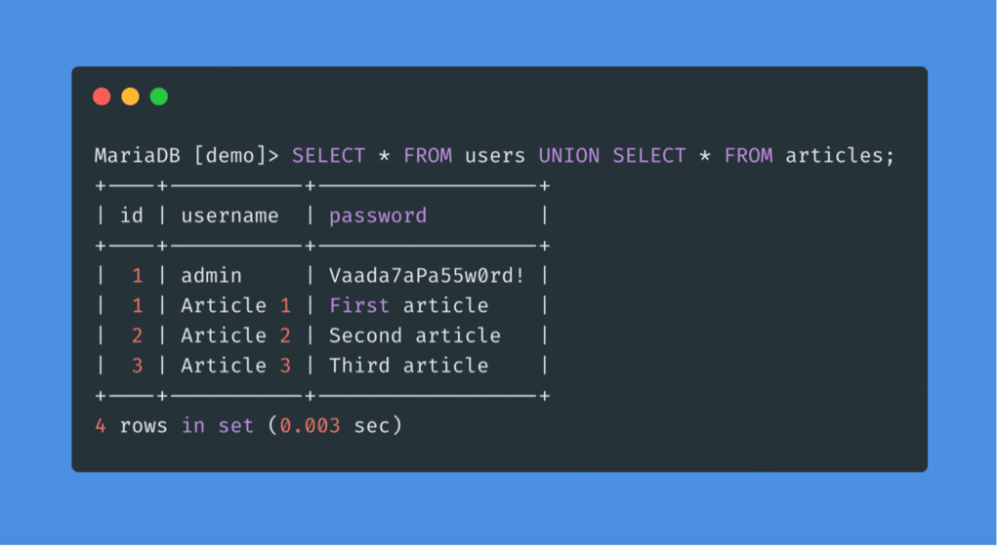 MariaDB [demo]> SELECT * FROM users UNION SELECT * FROM articles;
+----+-----------+------------------+
| id | username  | password         |
+----+-----------+------------------+
|  1 | admin     | Vaada7aPa55w0rd! |
|  1 | Article 1 | First article    |
|  2 | Article 2 | Second article   |
|  3 | Article 3 | Third article    |
+----+-----------+------------------+
4 rows in set (0.003 sec)